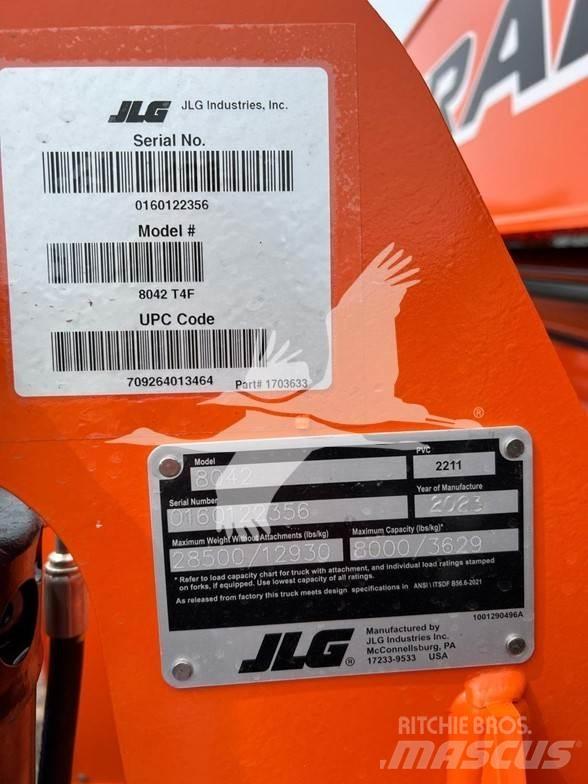 RAI
JLG JLG Industries, Inc.
Serial No.
0160122356
Model #
8042 T4F
UPC Code
709264013464 Part# 1703633
®
Model PVC
8042 2211
Serial Number Year of Manufacture
0160122356 2023
Maximum Weight Without Attachments (lbs/kg) Maximum Capacity (lbs/kg)*
28500/12930 8000/3629
* Refer to load capacity chart for truck with attachment, and individual load ratings stamped
on forks, if equipped. Use lowest capacity of all ratings.
As released from factory this truck meets design specifications in ANSI \ ITSDF B56.6-2021
1001290496A
JLG®
Manufactured by
JLG Industries Inc.
McConnellsburg, PA
17233-9533 USA
RITCHIE BROS.
MASCUS